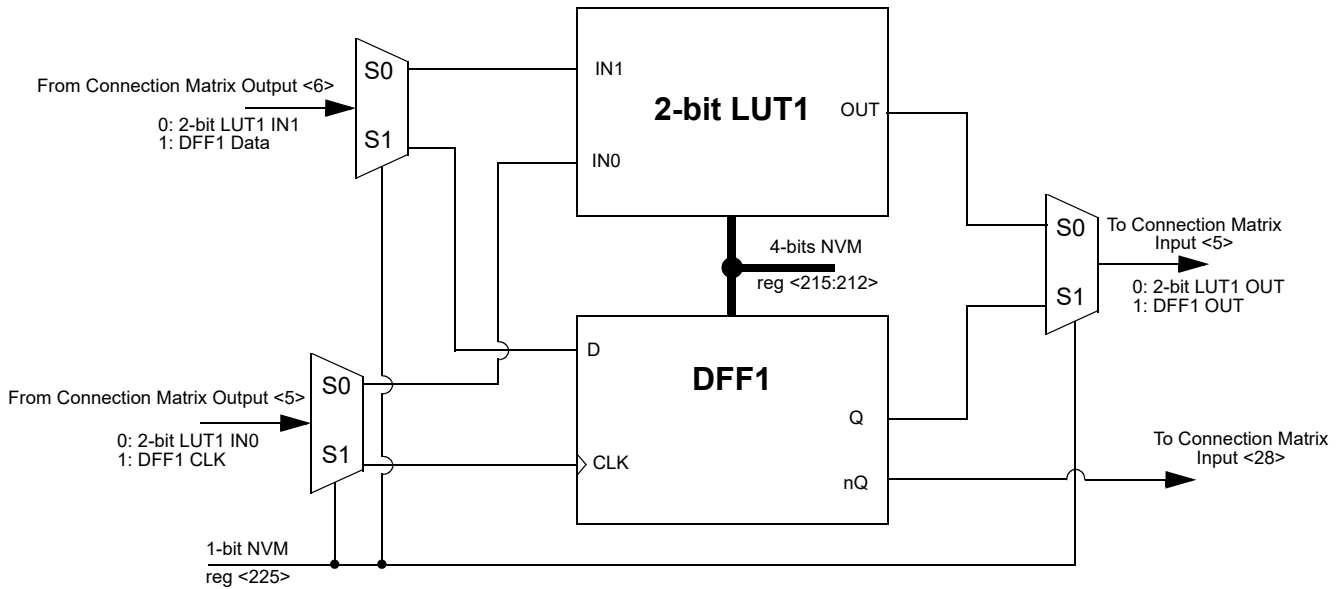 From Connection Matrix Output <6>
0: 2-bit LUT1 IN1
1: DFF1 Data
S0
S1
IN1
IN0
2-bit LUT1
OUT
4-bits NVM
reg <215:212>
S0
S1
To Connection Matrix
Input <5>
0: 2-bit LUT1 OUT
1: DFF1 OUT
From Connection Matrix Output <5>
0: 2-bit LUT1 IN0
1: DFF1 CLK
S0
S1
D
CLK
DFF1
Q
nQ
To Connection Matrix
Input <28>
1-bit NVM
reg <225>